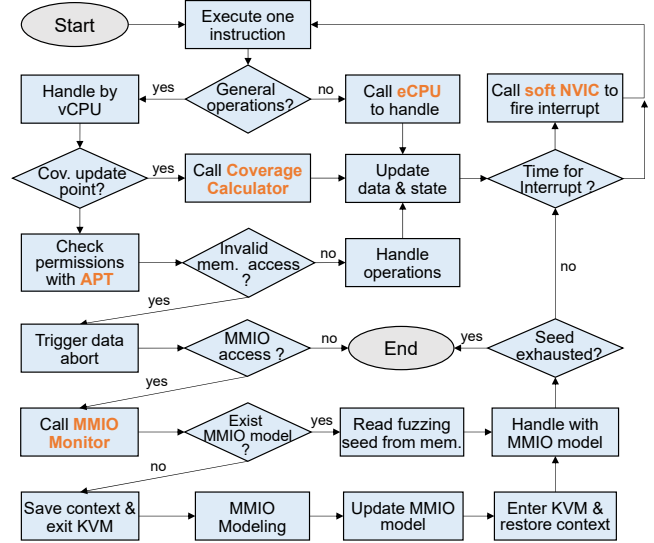 Start
Execute one
instruction
Handle by
vCPU
yes
General
operations?
no
Call eCPU
to handle
Call soft NVIC to
fire interrupt
Cov. update
point?
yes
Call Coverage
Calculator
Update
data & state
Time for
Interrupt ?
Check
permissions
with APT
Invalid
mem. access
?
no
Handle
operations
no
yes
Trigger data
abort
MMIO
access ?
no
End
yes
Seed
exhausted?
yes
Call MMIO
Monitor
Exist
MMIO model
?
yes
Read fuzzing
seed from mem.
Handle with
MMIO model
no
Save context &
exit KVM
MMIO
Modeling
Update MMIO
model
Enter KVM &
restore context